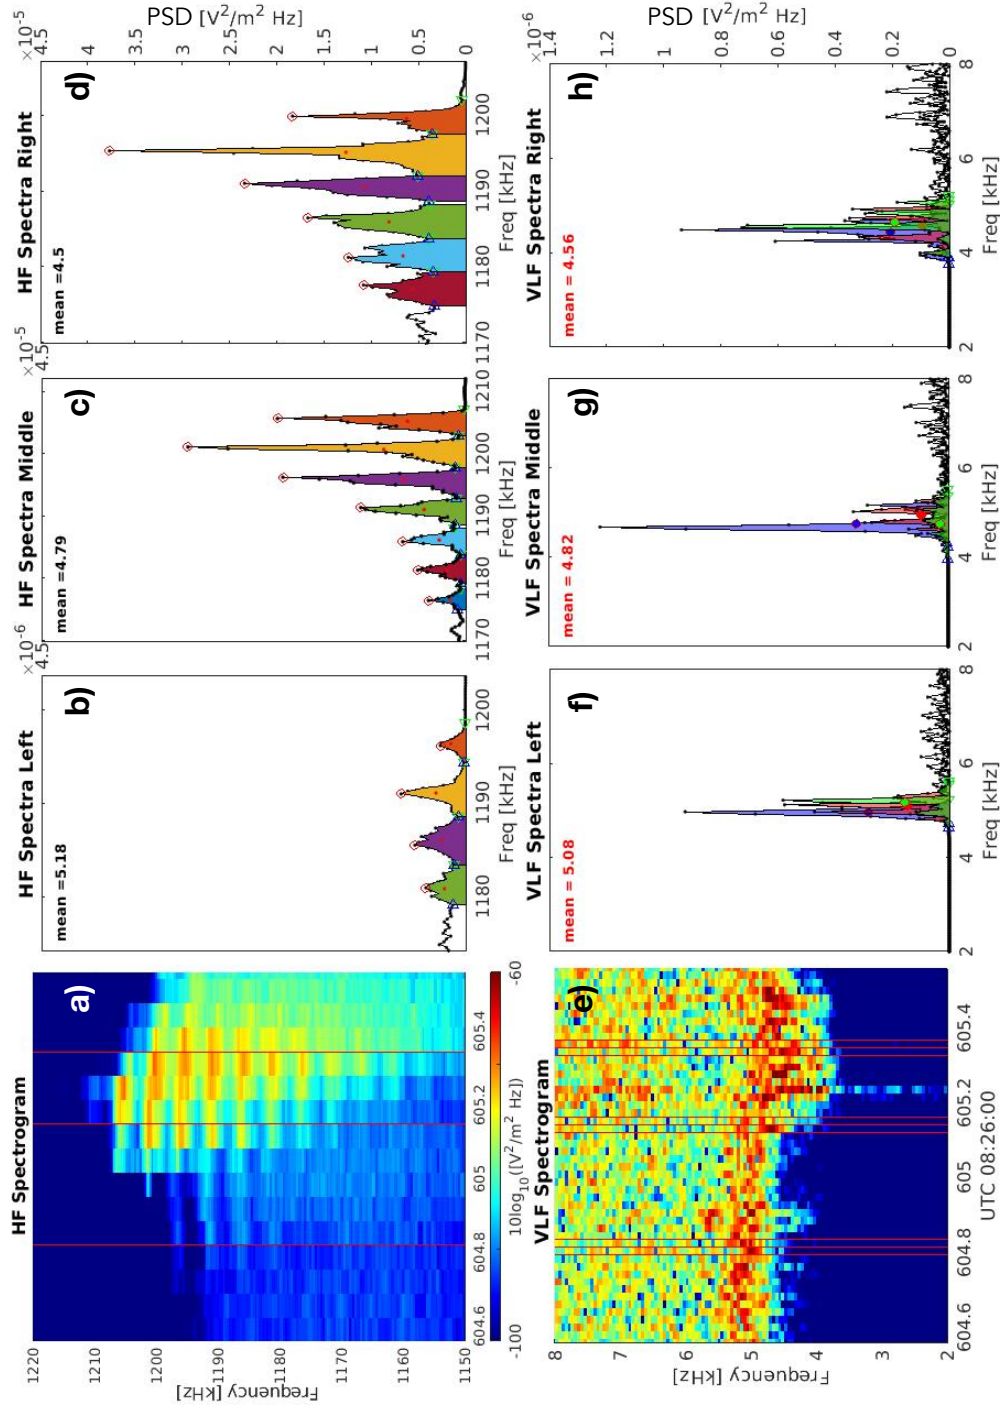 HF Spectrogram
a)
1220
1210
1200
1190
1180
1170
1160
1150
Frequency [kHz]
604.6 604.8 605 605.2 605.4
-100 10log10([V²/m² Hz]) -60
HF Spectra Left
b)
mean =5.18
×10⁻⁶
4.5
1180 1190 1200
Freq [kHz]
HF Spectra Middle
c)
mean =4.79
×10⁻⁵
4.5
1170 1180 1190 1200 1210
Freq [kHz]
HF Spectra Right
d)
mean =4.5
×10⁻⁵
PSD [V²/m² Hz]
4.5
4
3.5
3
2.5
2
1.5
1
0.5
0
1170 1180 1190 1200
Freq [kHz]
VLF Spectrogram
e)
8
7
6
5
4
3
2
Frequency [kHz]
604.6 604.8 605 605.2 605.4
UTC 08:26:00
VLF Spectra Left
f)
mean = 5.08
2 4 6 8
Freq [kHz]
VLF Spectra Middle
g)
mean = 4.82
2 4 6 8
Freq [kHz]
VLF Spectra Right
h)
mean = 4.56
×10⁻⁶
PSD [V²/m² Hz]
1.4
1.2
1
0.8
0.6
0.4
0.2
0
2 4 6 8
Freq [kHz]